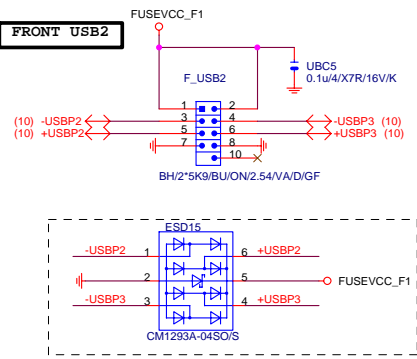 FUSEVCC_F1
FRONT USB2
UBC5
0.1u/4/X7R/16V/K
F_USB2
1 2
(10) -USBP2 3 4 -USBP3 (10)
(10) +USBP2 5 6 +USBP3 (10)
7 8
10
BH/2*5K9/BU/ON/2.54/VA/D/GF
ESD15
-USBP2 1 6 +USBP2
2 5 FUSEVCC_F1
-USBP3 3 4 +USBP3
CM1293A-04SO/S